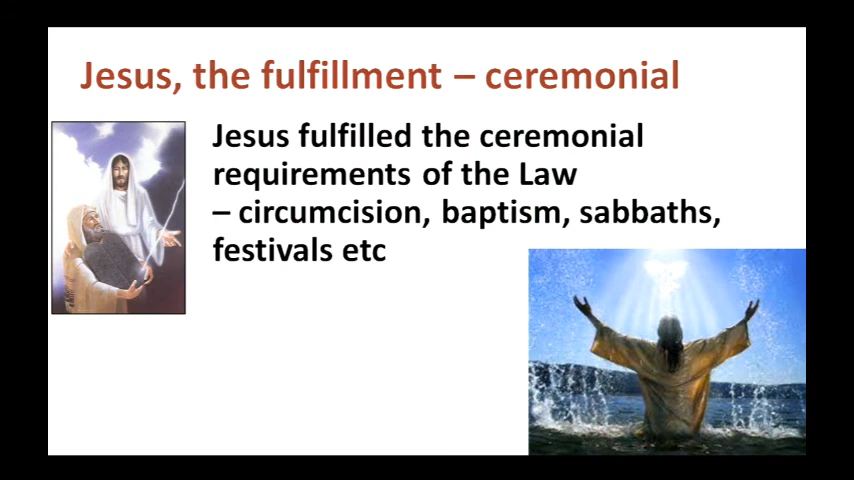 Jesus, the fulfillment – ceremonial
Jesus fulfilled the ceremonial
requirements of the Law
– circumcision, baptism, sabbaths,
festivals etc